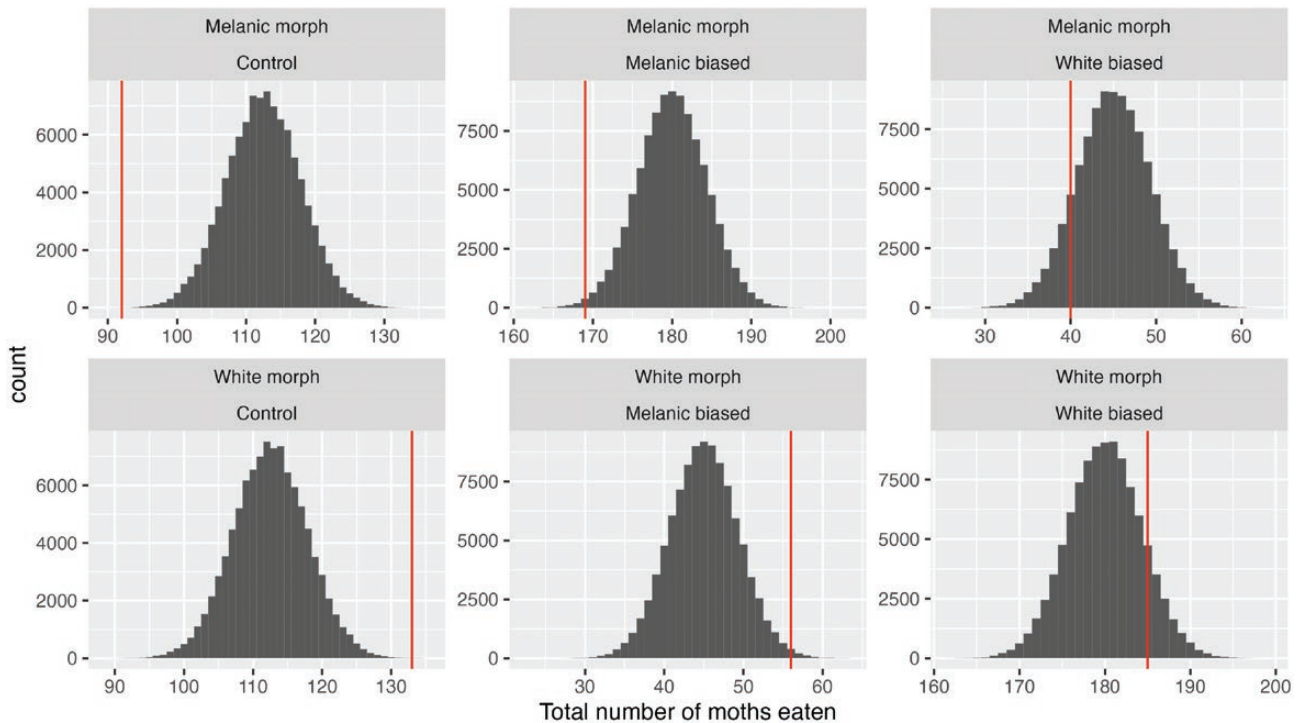 Melanic morph Melanic morph Melanic morph
Control Melanic biased White biased
6000 7500 7500
4000 5000 5000
2000 2500 2500
0 0 0
90 100 110 120 130 160 170 180 190 200 30 40 50 60
count
White morph White morph White morph
Control Melanic biased White biased
6000 7500 7500
4000 5000 5000
2000 2500 2500
0 0 0
90 100 110 120 130 30 40 50 60 160 170 180 190 200
Total number of moths eaten